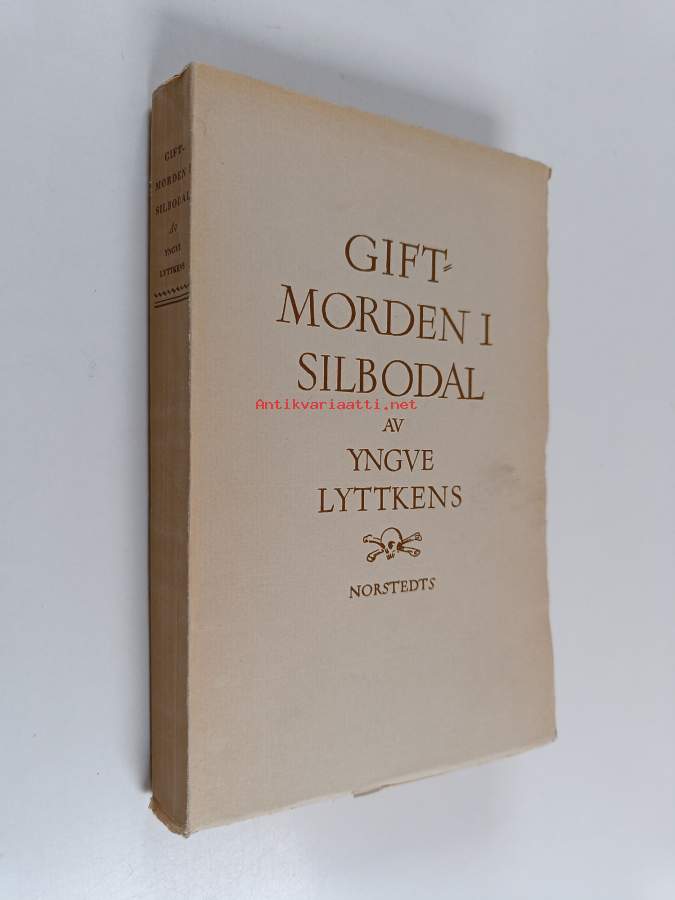 GIFT-
MORDEN I
SILBODAL
Av
YNGVE
LYTTKENS
GIFT=
MORDEN I
SILBODAL
Antikvariaatti.net
AV
YNGVE
LYTTKENS
NORSTEDTS